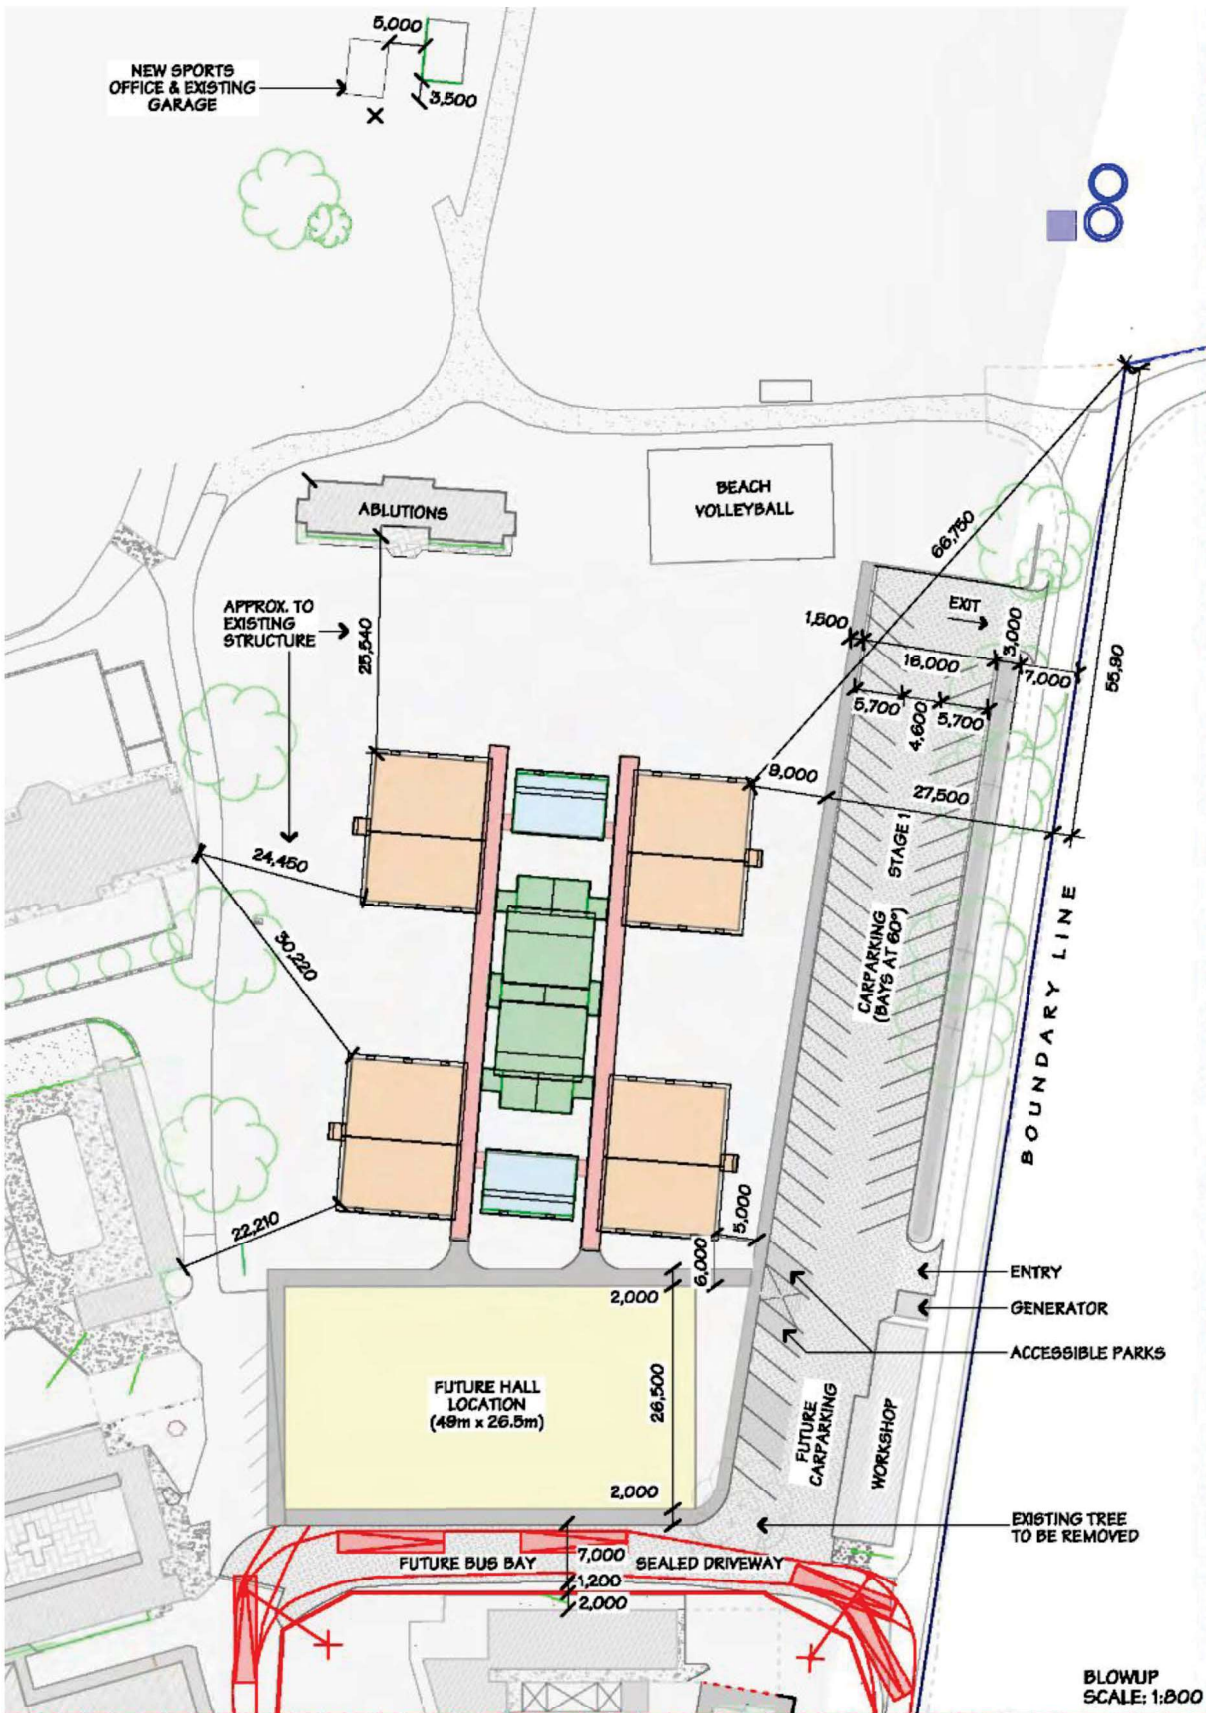 5,000
NEW SPORTS
OFFICE & EXISTING
GARAGE
3,500
ABLUTIONS
BEACH
VOLLEYBALL
66,750
APPROX. TO
EXISTING
STRUCTURE
25,540
EXIT
1,500
16,000
3,000
7,000
55,90
5,700
4,600
5,700
9,000
27,500
24,450
30,220
CARPARKING
(BAYS AT 60°)
STAGE 1
BOUNDARY LINE
22,210
5,000
6,000
ENTRY
2,000
GENERATOR
ACCESSIBLE PARKS
FUTURE HALL
LOCATION
(49m x 26.5m)
26,500
FUTURE
CARPARKING
WORKSHOP
2,000
EXISTING TREE
TO BE REMOVED
FUTURE BUS BAY
7,000
SEALED DRIVEWAY
1,200
2,000
BLOWUP
SCALE: 1:800